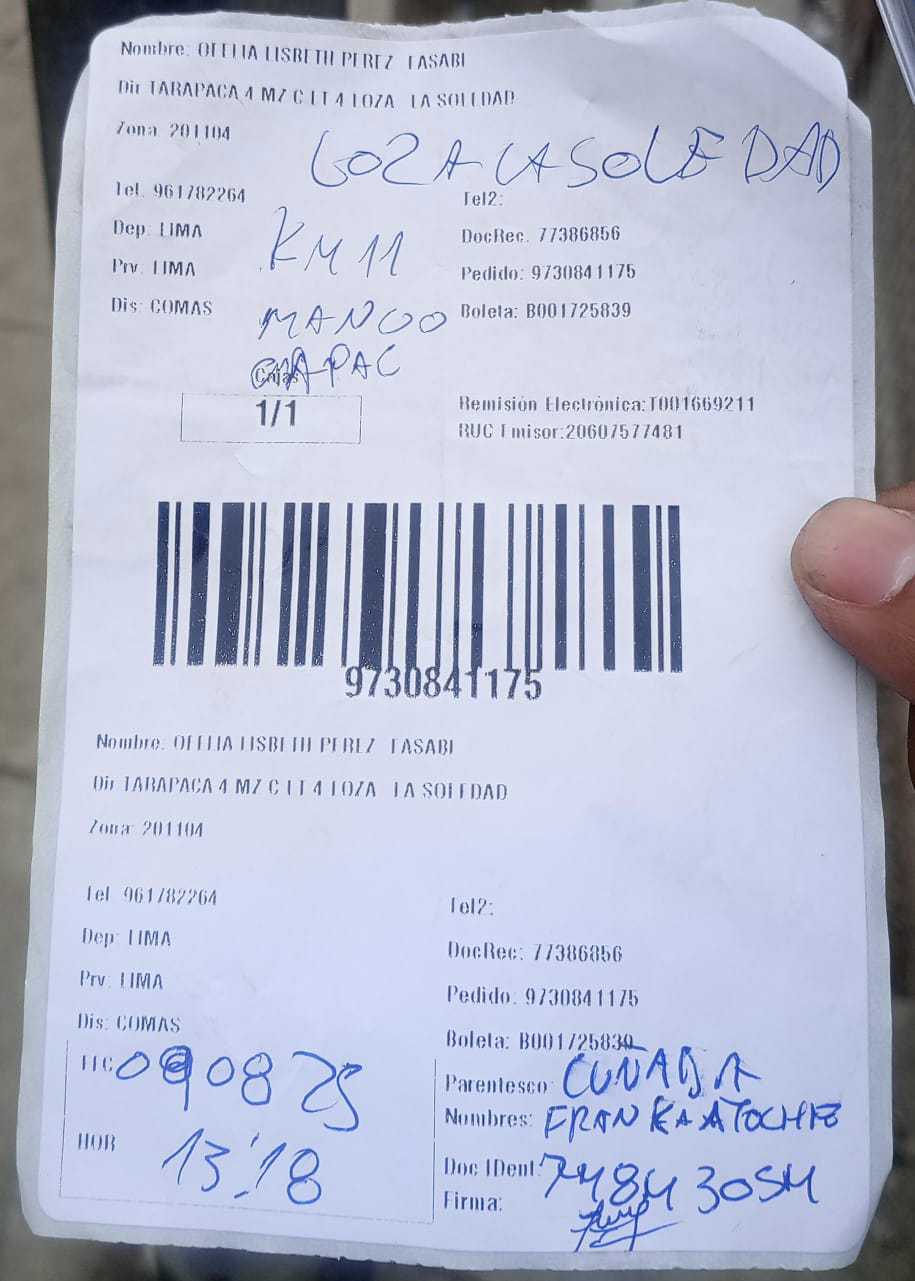 Nombre: OFELIA LISBETH PEREZ TASABI
Dir TARAPACA 4 MZ C LT 4 LOZA LA SOLEDAD
Zona: 201104
LOZA LA SOLEDAD
Tel. 961782264
Tel2:
Dep: LIMA
KM 11
DocRec. 77386856
Prv. LIMA
Pedido: 9730841175
Dis: COMAS
MANCO
Boleta: B001725839
CAPAC
Cajas
1/1
Remisión Electrónica:T001669211
RUC Emisor:20607577481
9730841175
Nombre: OFELIA LISBETH PEREZ TASABI
Dir TARAPACA 4 MZ C LT 4 LOZA LA SOLEDAD
Zona: 201104
Tel. 961782264
Tel2:
Dep: LIMA
DocRec: 77386856
Prv: LIMA
Pedido: 9730841175
Dis: COMAS
Boleta: B001725839
FEC 090825
Parentesco: CUÑADA
Nombres: FRANK
HOR 13:18
Doc IDent:
Firma: